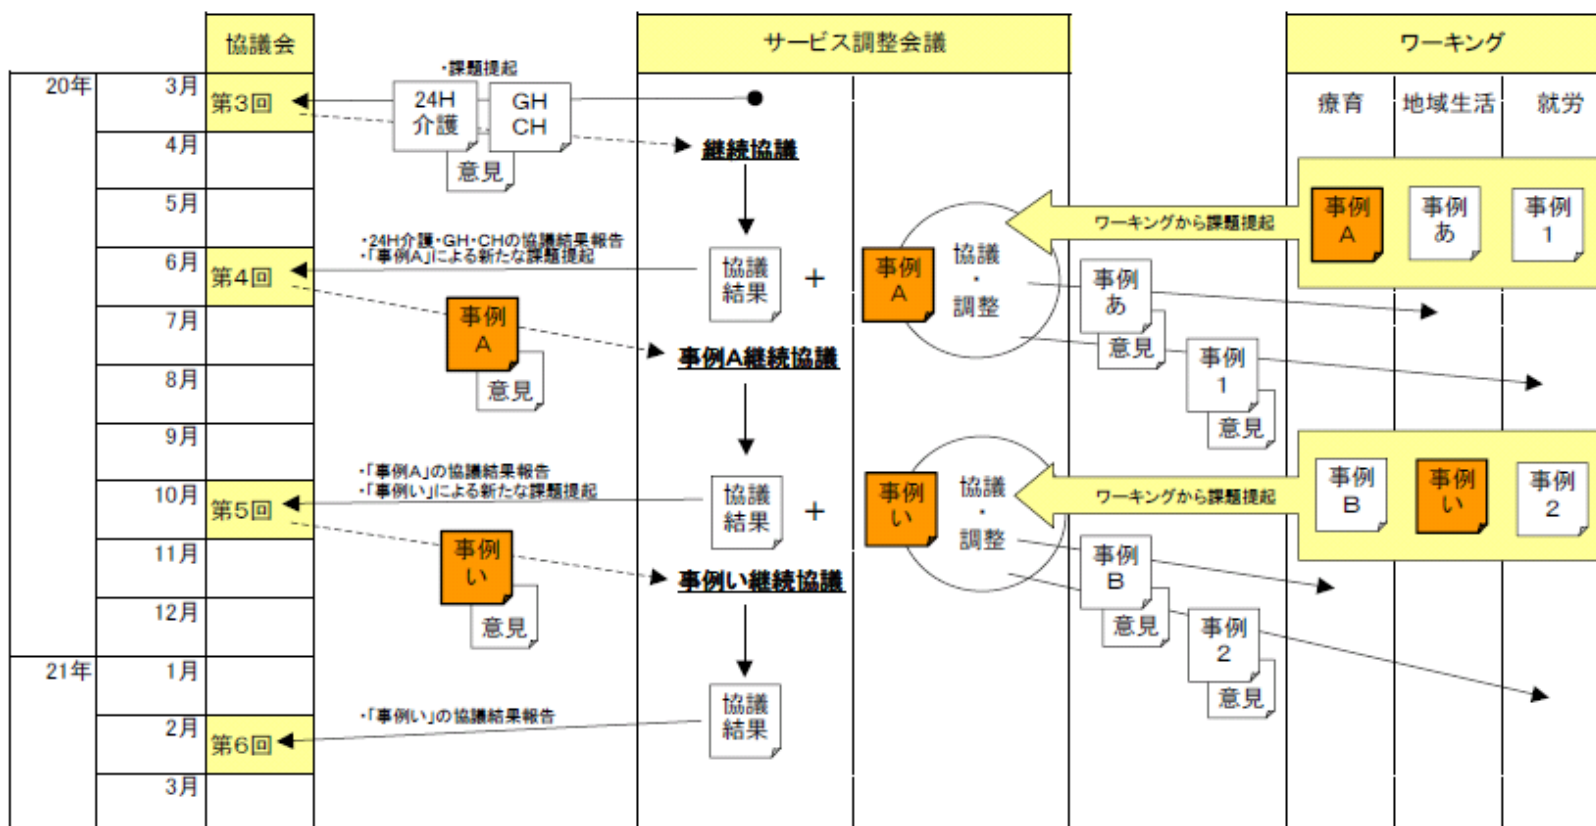 協議会
サービス調整会議
ワーキング
20年
3月
第3回
・課題提起
24H
介護
GH
CH
意見
療育
地域生活
就労
4月
継続協議
5月
ワーキングから課題提起
事例
A
事例
あ
事例
1
6月
第4回
・24H介護・GH・CHの協議結果報告
・「事例A」による新たな課題提起
協議
結果
+
事例
A
協議
・
調整
事例
あ
意見
7月
事例
A
意見
事例A継続協議
事例
1
意見
8月
9月
10月
第5回
・「事例A」の協議結果報告
・「事例い」による新たな課題提起
協議
結果
+
事例
い
協議
・
調整
ワーキングから課題提起
事例
B
事例
い
事例
2
11月
事例
い
意見
事例い継続協議
事例
B
意見
12月
事例
2
意見
21年
1月
2月
第6回
・「事例い」の協議結果報告
協議
結果
3月